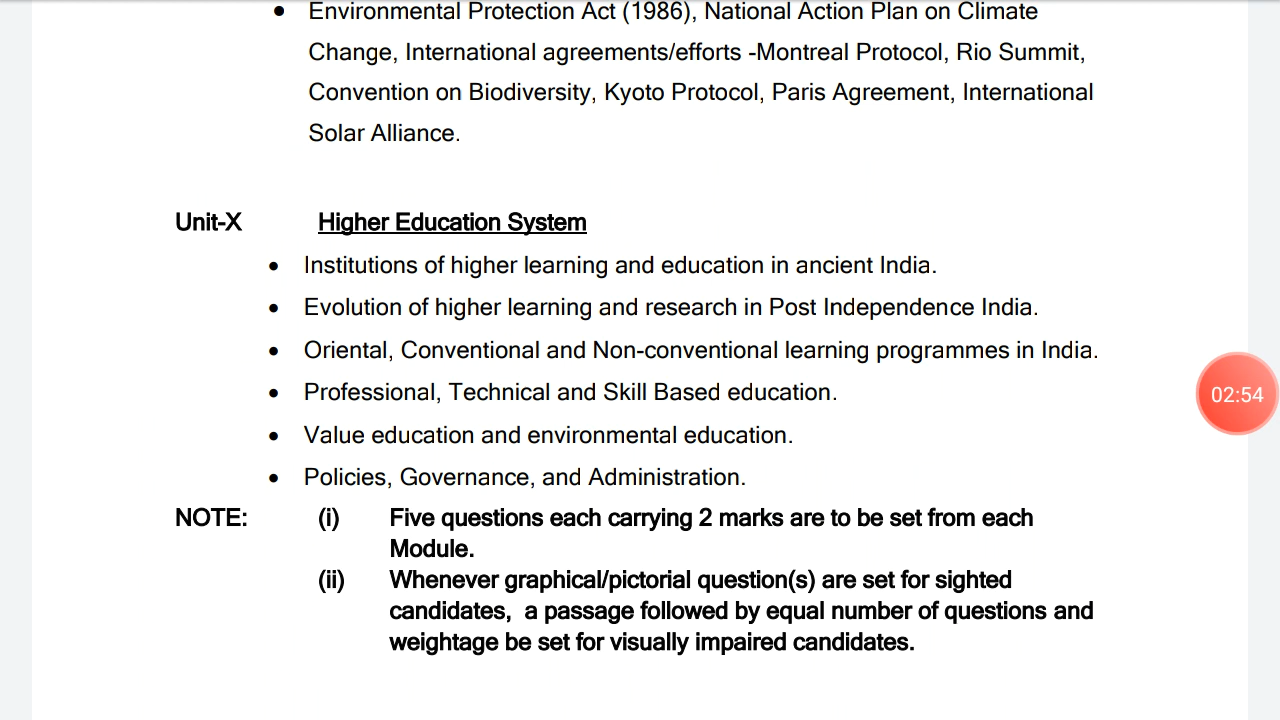 • Environmental Protection Act (1986), National Action Plan on Climate
Change, International agreements/efforts -Montreal Protocol, Rio Summit,
Convention on Biodiversity, Kyoto Protocol, Paris Agreement, International
Solar Alliance.
Unit-X Higher Education System
• Institutions of higher learning and education in ancient India.
• Evolution of higher learning and research in Post Independence India.
• Oriental, Conventional and Non-conventional learning programmes in India.
• Professional, Technical and Skill Based education.
• Value education and environmental education.
• Policies, Governance, and Administration.
NOTE: (i) Five questions each carrying 2 marks are to be set from each
Module.
(ii) Whenever graphical/pictorial question(s) are set for sighted
candidates, a passage followed by equal number of questions and
weightage be set for visually impaired candidates.
02:54